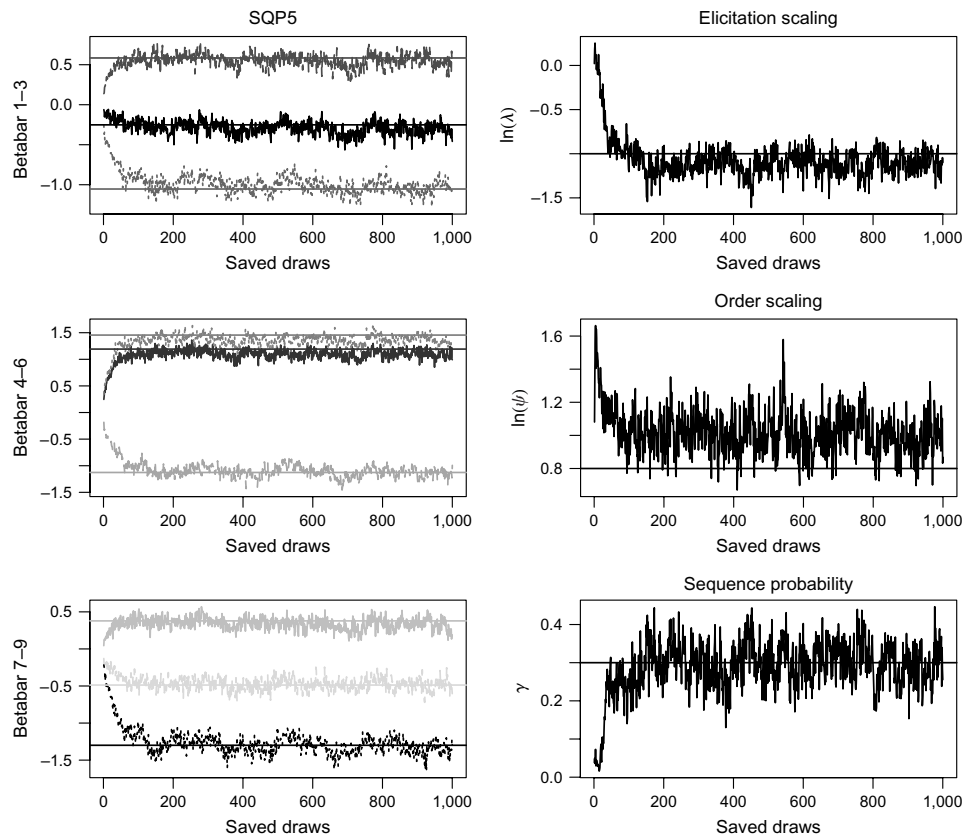 SQP5
Betabar 1–3
0.5
0.0
−1.0
0 200 400 600 800 1,000
Saved draws
Elicitation scaling
ln(λ)
0.0
−0.5
−1.5
0 200 400 600 800 1,000
Saved draws
Betabar 4–6
1.5
0.5
−0.5
−1.5
0 200 400 600 800 1,000
Saved draws
Order scaling
ln(ψ)
1.6
1.2
0.8
0 200 400 600 800 1,000
Saved draws
Betabar 7–9
0.5
−0.5
−1.5
0 200 400 600 800 1,000
Saved draws
Sequence probability
γ
0.4
0.2
0.0
0 200 400 600 800 1,000
Saved draws